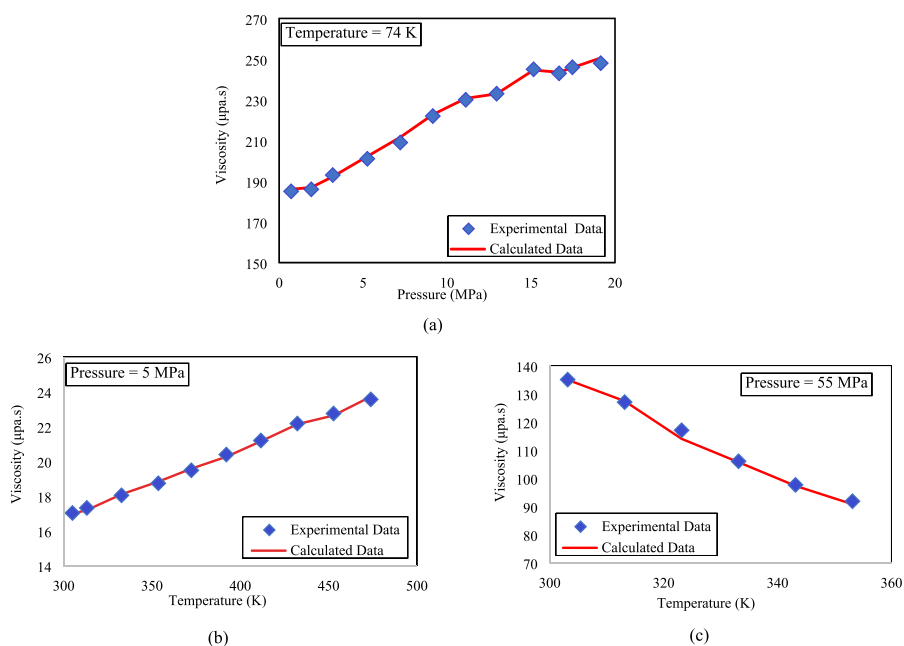 270
250
230
210
190
170
150
Viscosity (μpa.s)
Temperature = 74 K
Experimental Data
Calculated Data
0 5 10 15 20
Pressure (MPa)
(a)
26
24
22
20
18
16
14
Viscosity (μpa.s)
Pressure = 5 MPa
Experimental Data
Calculated Data
300 350 400 450 500
Temperature (K)
(b)
140
130
120
110
100
90
80
70
Viscosity (μpa.s)
Pressure = 55 MPa
Experimental Data
Calculated Data
300 320 340 360
Temperature (K)
(c)